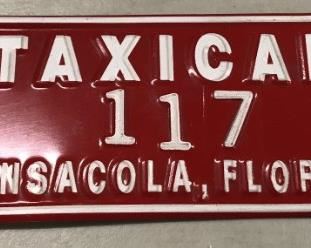 TAXICA
117
NSACOLA, FLOR